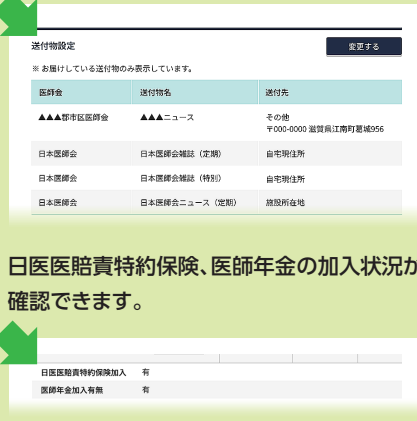 送付物設定
変更する
※ お届けしている送付物のみ表示しています。
医師会 送付物名 送付先
▲▲▲郡市区医師会 ▲▲▲ニュース その他
〒000-0000 滋賀県江南町葛城956
日本医師会 日本医師会雑誌（定期） 自宅現住所
日本医師会 日本医師会雑誌（特別） 自宅現住所
日本医師会 日本医師会ニュース（定期） 施設所在地
日医医賠責特約保険、医師年金の加入状況が
確認できます。
日医医賠責特約保険加入 有
医師年金加入有無 有